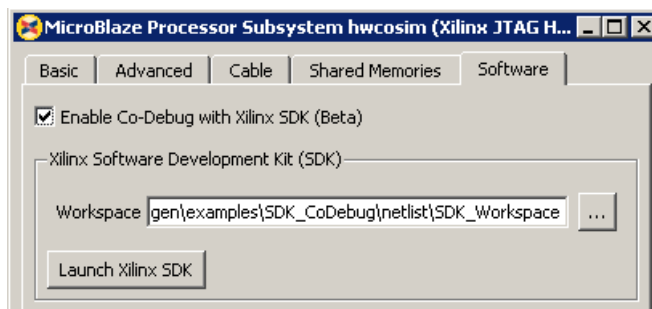 MicroBlaze Processor Subsystem hwcosim (Xilinx JTAG H...
Basic Advanced Cable Shared Memories Software
Enable Co-Debug with Xilinx SDK (Beta)
Xilinx Software Development Kit (SDK)
Workspace gen\examples\SDK_CoDebug\netlist\SDK_Workspace ...
Launch Xilinx SDK